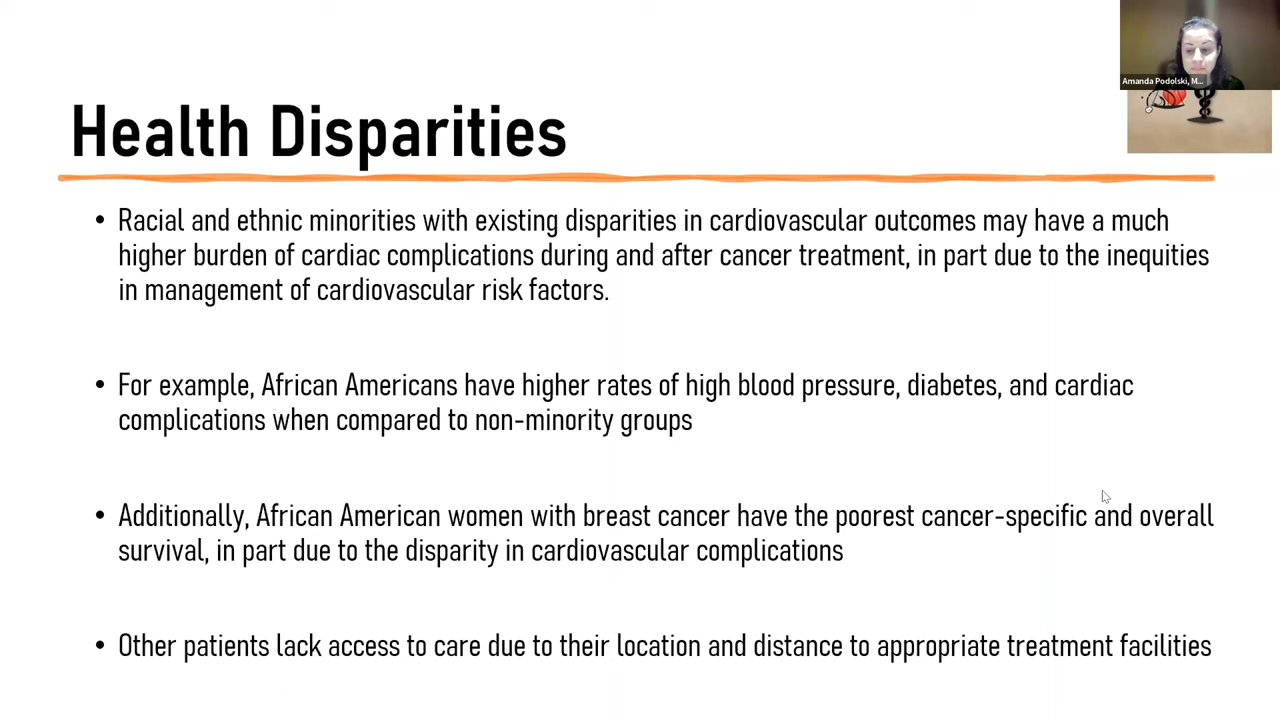 Amanda Podolski, M...
Health Disparities
• Racial and ethnic minorities with existing disparities in cardiovascular outcomes may have a much
higher burden of cardiac complications during and after cancer treatment, in part due to the inequities
in management of cardiovascular risk factors.
• For example, African Americans have higher rates of high blood pressure, diabetes, and cardiac
complications when compared to non-minority groups
• Additionally, African American women with breast cancer have the poorest cancer-specific and overall
survival, in part due to the disparity in cardiovascular complications
• Other patients lack access to care due to their location and distance to appropriate treatment facilities